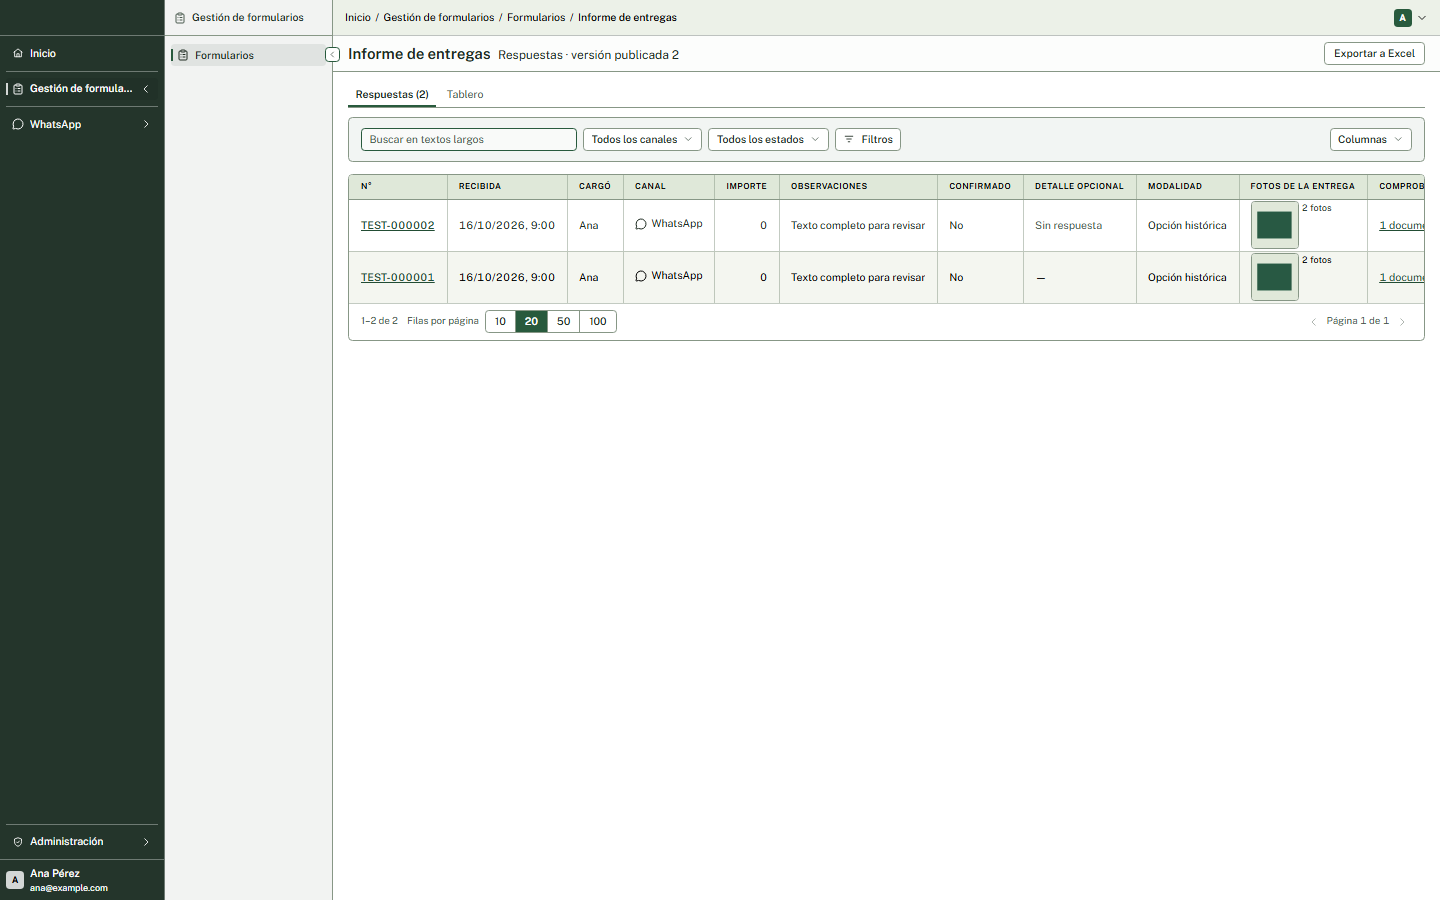 Gestión de formularios
Inicio / Gestión de formularios / Formularios / Informe de entregas
A
Inicio
Gestión de formula...
WhatsApp
Formularios
Informe de entregas Respuestas · versión publicada 2
Exportar a Excel
Respuestas (2) Tablero
Buscar en textos largos Todos los canales Todos los estados Filtros Columnas
N° RECIBIDA CARGÓ CANAL IMPORTE OBSERVACIONES CONFIRMADO DETALLE OPCIONAL MODALIDAD FOTOS DE LA ENTREGA COMPROB
TEST-000002 16/10/2026, 9:00 Ana WhatsApp 0 Texto completo para revisar No Sin respuesta Opción histórica 2 fotos 1 docume
TEST-000001 16/10/2026, 9:00 Ana WhatsApp 0 Texto completo para revisar No — Opción histórica 2 fotos 1 docume
1–2 de 2 Filas por página 10 20 50 100 Página 1 de 1
Administración
A
Ana Pérez
ana@example.com